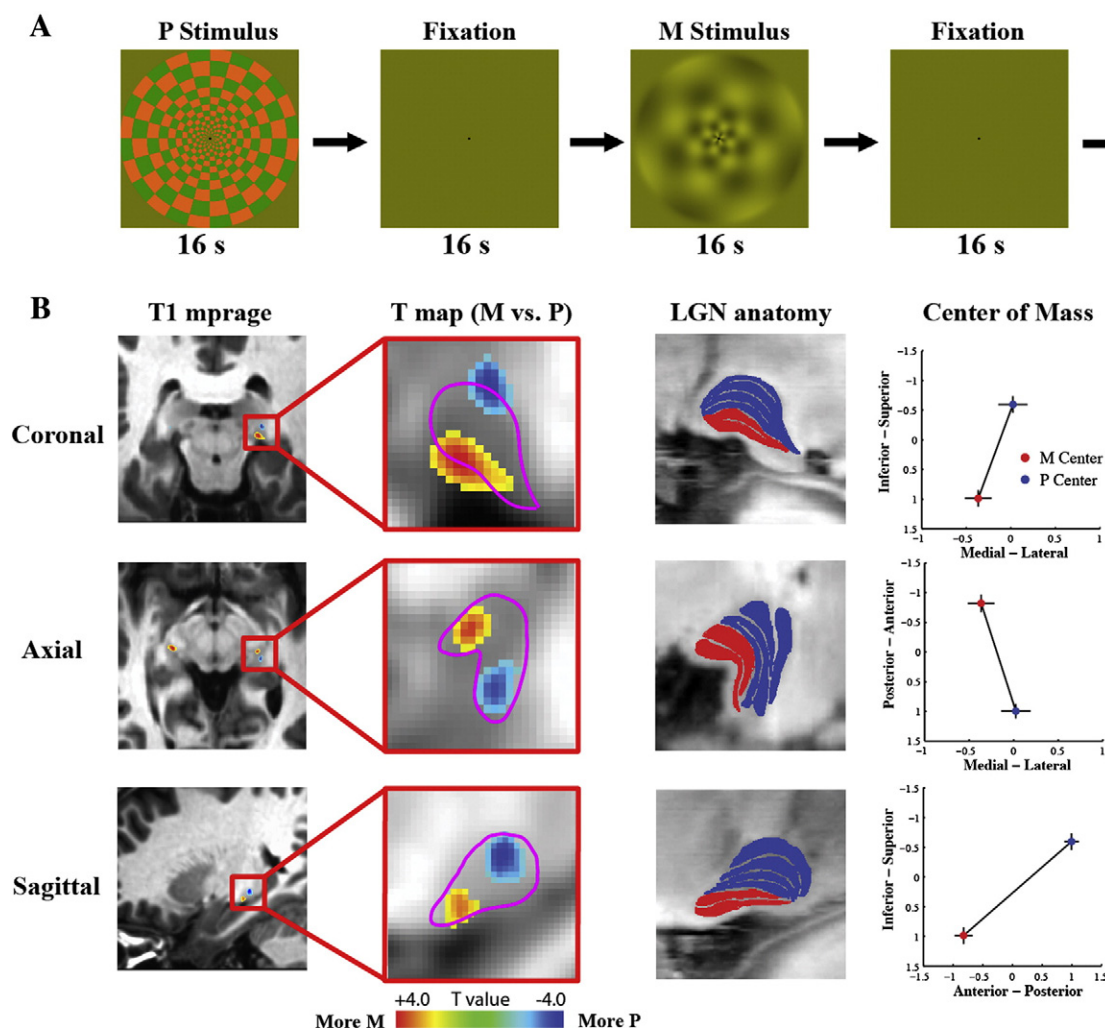 A
P Stimulus
Fixation
M Stimulus
Fixation
16 s
16 s
16 s
16 s
B
T1 mprage
T map (M vs. P)
LGN anatomy
Center of Mass
Coronal
Inferior – Superior
-1.5
-1
-0.5
0
0.5
1
1.5
M Center
P Center
-1 -0.5 0 0.5 1
Medial – Lateral
Axial
Posterior – Anterior
-1.5
-1
-0.5
0
0.5
1
1.5
-1 -0.5 0 0.5 1
Medial – Lateral
Sagittal
Inferior – Superior
-1.5
-1
-0.5
0
0.5
1
1.5
-1.5 -1 -0.5 0 0.5 1 1.5
Anterior – Posterior
+4.0 T value -4.0
More M More P